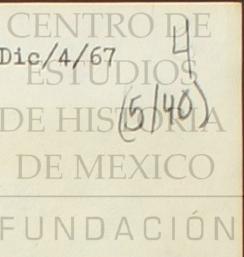 CENTRO DE
4
Dic/4/67
ESTUDIOS
(5/40)
DE HISTORIA
DE MEXICO
FUNDACIÓN